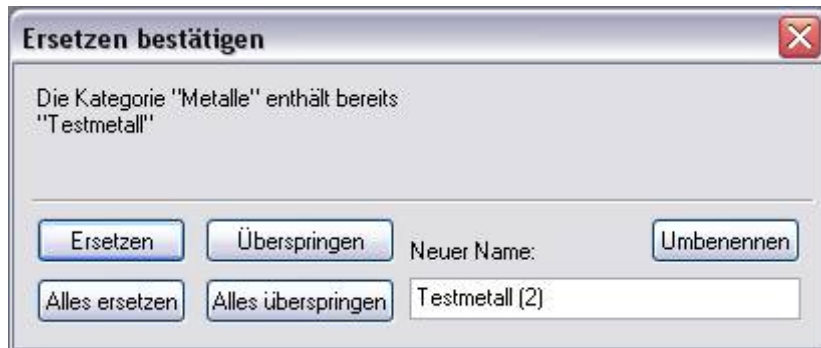 Ersetzen bestätigen
Die Kategorie "Metalle" enthält bereits
"Testmetall"
Ersetzen
Überspringen
Neuer Name:
Umbenennen
Alles ersetzen
Alles überspringen
Testmetall (2)